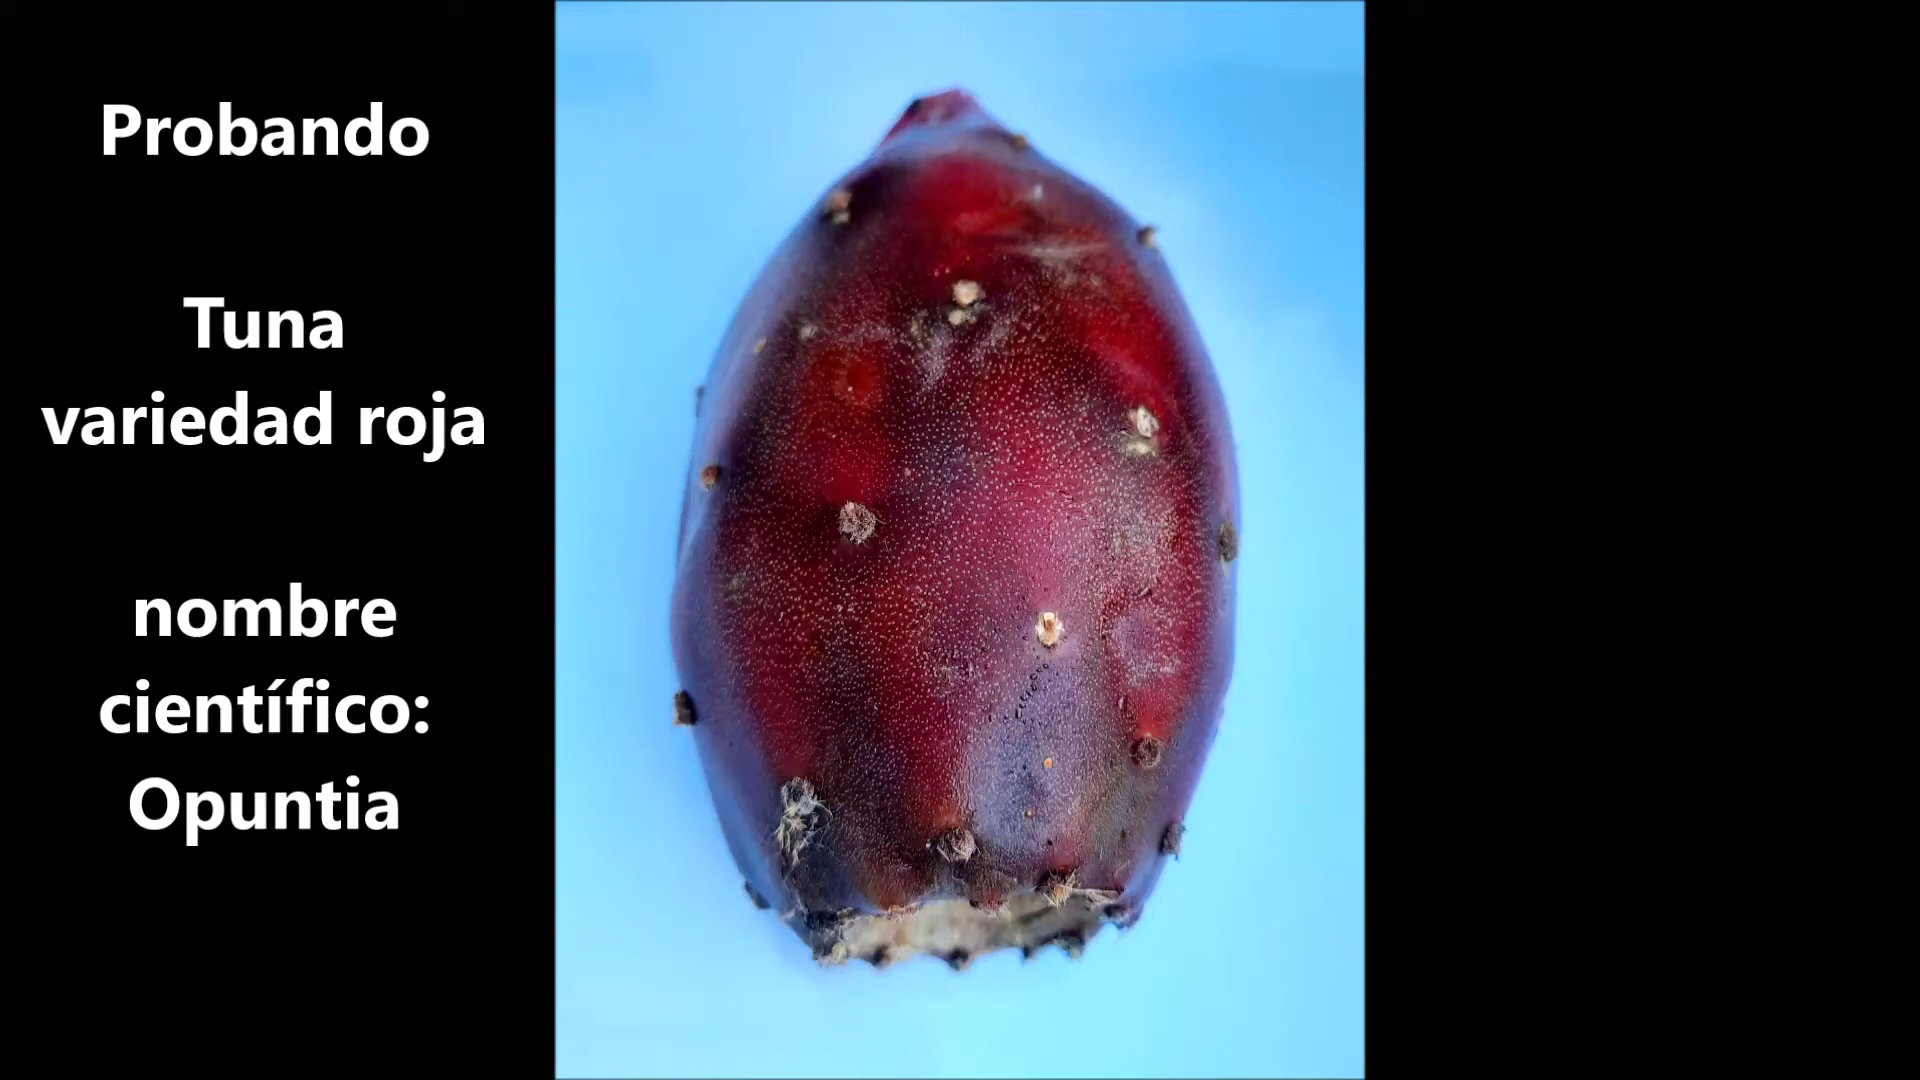 Probando
Tuna
variedad roja
nombre
científico:
Opuntia